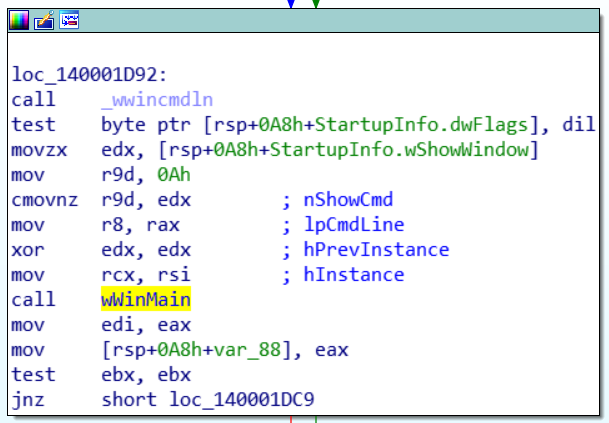 loc_140001D92:
call    _wwincmdln
test    byte ptr [rsp+0A8h+StartupInfo.dwFlags], dil
movzx   edx, [rsp+0A8h+StartupInfo.wShowWindow]
mov     r9d, 0Ah
cmovnz  r9d, edx        ; nShowCmd
mov     r8, rax         ; lpCmdLine
xor     edx, edx        ; hPrevInstance
mov     rcx, rsi        ; hInstance
call    wWinMain
mov     edi, eax
mov     [rsp+0A8h+var_88], eax
test    ebx, ebx
jnz     short loc_140001DC9